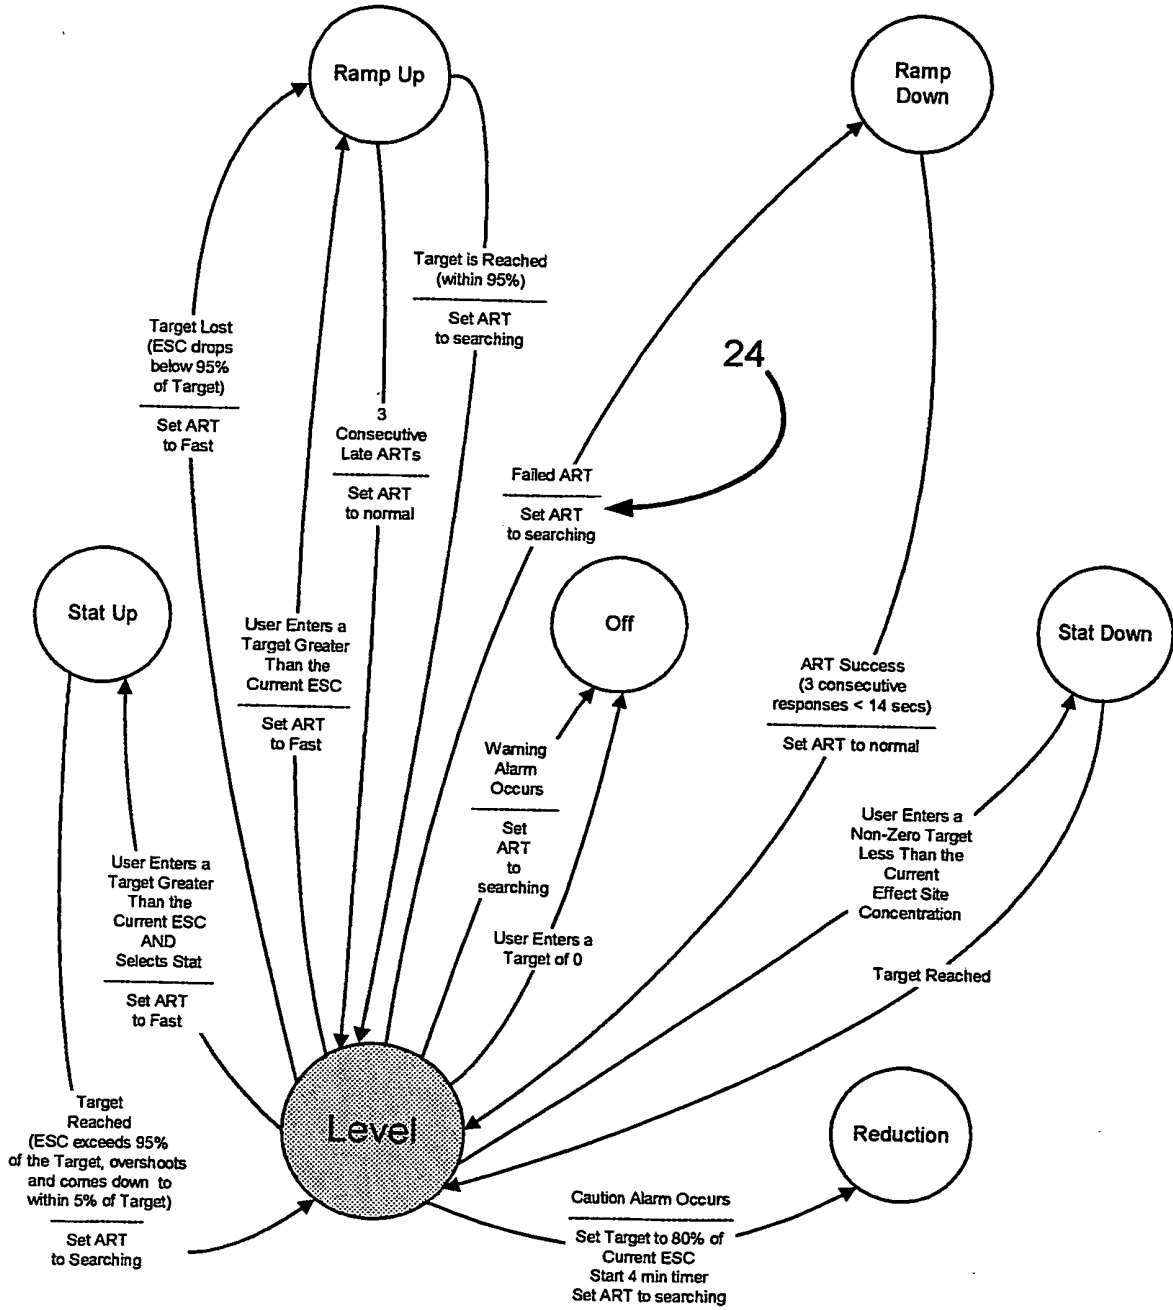 Ramp Up
Ramp
Down
Target is Reached
(within 95%)
Set ART
to searching
Target Lost
(ESC drops
below 95%
of Target)
Set ART
to Fast
24
3
Consecutive
Late ARTs
Set ART
to normal
Failed ART
Set ART
to searching
Stat Up
Off
Stat Down
User Enters a
Target Greater
Than the
Current ESC
Set ART
to Fast
ART Success
(3 consecutive
responses < 14 secs)
Set ART to normal
Warning
Alarm
Occurs
Set
ART
to
searching
User Enters a
Non-Zero Target
Less Than the
Current
Effect Site
Concentration
User Enters a
Target Greater
Than the
Current ESC
AND
Selects Stat
Set ART
to Fast
User Enters a
Target of 0
Target Reached
Target
Reached
(ESC exceeds 95%
of the Target, overshoots
and comes down to
within 5% of Target)
Set ART
to Searching
Level
Reduction
Caution Alarm Occurs
Set Target to 80% of
Current ESC
Start 4 min timer
Set ART to searching